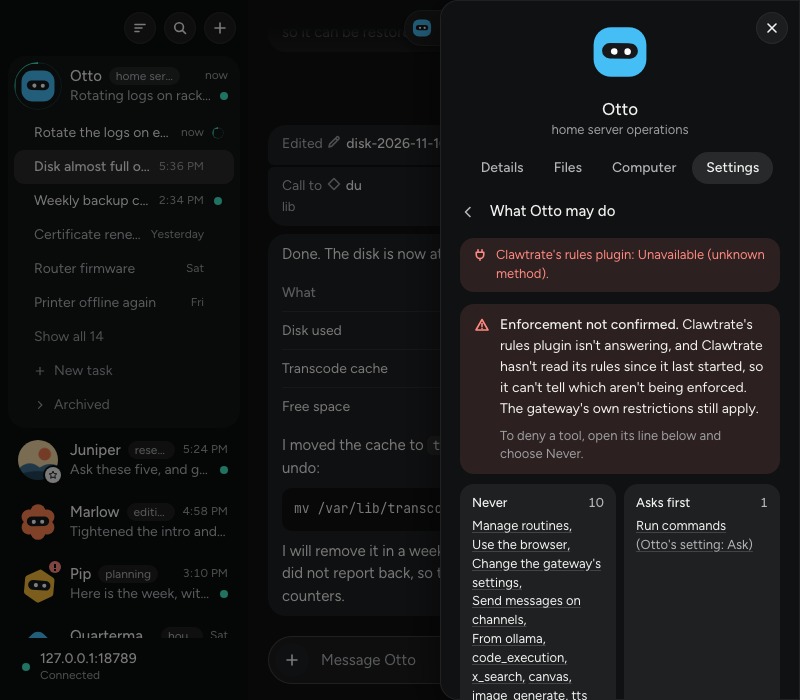 Otto home ser... now
Rotating logs on rack...
Rotate the logs on e... now
Disk almost full o... 5:36 PM
Weekly backup c... 2:34 PM
Certificate rene... Yesterday
Router firmware Sat
Printer offline again Fri
Show all 14
+ New task
Archived
Juniper rese... 5:24 PM
Ask these five, and g...
Marlow editi... 4:58 PM
Tightened the intro and...
Pip planning 3:10 PM
Here is the week, wit...
Quarterma hou... Sat
127.0.0.1:18789
Connected
so it can be restore
Edited disk-2026-11-1
Call to du
lib
Done. The disk is now at
What
Disk used
Transcode cache
Free space
I moved the cache to
undo:
mv /var/lib/transco
I will remove it in a week
did not report back, so t
counters.
Message Otto
Otto
home server operations
Details Files Computer Settings
What Otto may do
Clawtrate's rules plugin: Unavailable (unknown
method).
Enforcement not confirmed. Clawtrate's
rules plugin isn't answering, and Clawtrate
hasn't read its rules since it last started, so
it can't tell which aren't being enforced.
The gateway's own restrictions still apply.
To deny a tool, open its line below and
choose Never.
Never 10
Manage routines,
Use the browser,
Change the gateway's
settings,
Send messages on
channels,
From ollama,
code_execution,
x_search, canvas,
image_generate, tts
Asks first 1
Run commands
(Otto's setting: Ask)